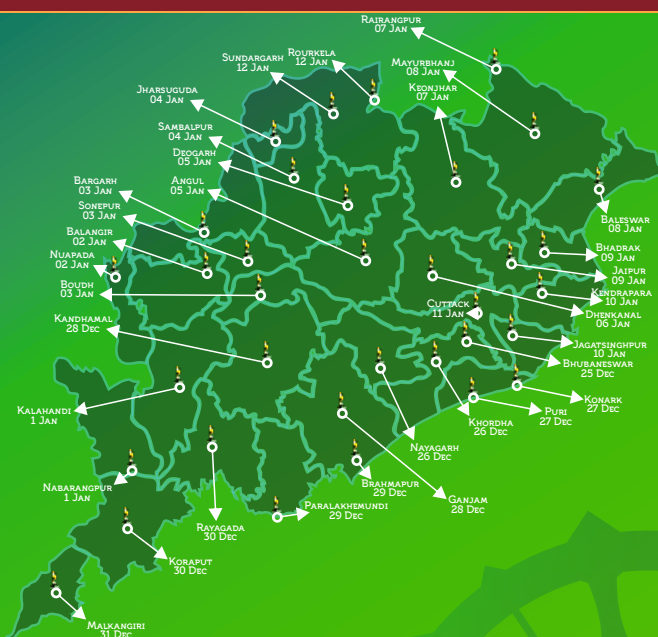 Rairangpur
07 Jan
Sundargarh
12 Jan
Rourkela
12 Jan
Mayurbhanj
08 Jan
Keonjhar
07 Jan
Jharsuguda
04 Jan
Sambalpur
04 Jan
Deogarh
05 Jan
Bargarh
03 Jan
Angul
05 Jan
Sonepur
03 Jan
Balangir
02 Jan
Nuapada
02 Jan
Boudh
03 Jan
Kandhamal
28 Dec
Baleswar
08 Jan
Bhadrak
09 Jan
Jaipur
09 Jan
Kendrapara
10 Jan
Cuttack
11 Jan
Dhenkanal
06 Jan
Jagatsinghpur
10 Jan
Bhubaneswar
25 Dec
Konark
27 Dec
Puri
27 Dec
Khordha
26 Dec
Nayagarh
26 Dec
Kalahandi
1 Jan
Brahmapur
29 Dec
Ganjam
28 Dec
Nabarangpur
1 Jan
Paralakhemundi
29 Dec
Rayagada
30 Dec
Koraput
30 Dec
Malkangiri
31 Dec